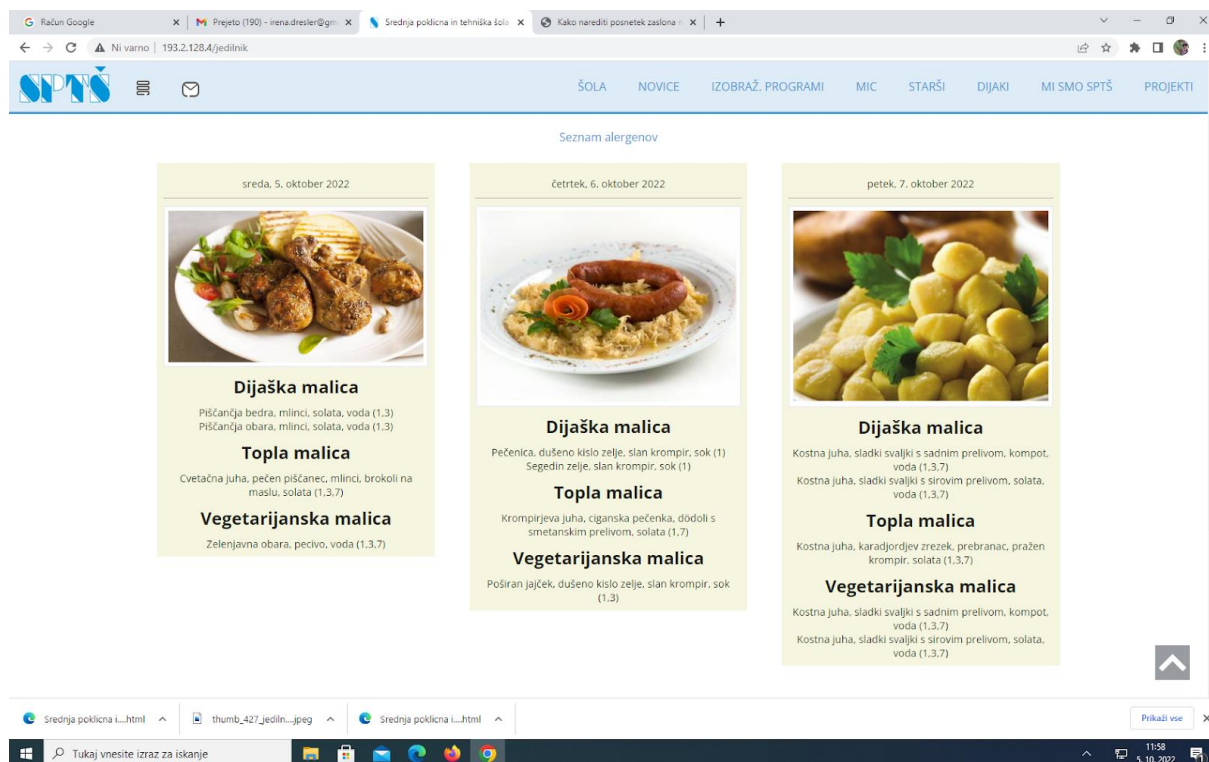 Račun Google
Prejeto (190) - irena.dresler@gm
Srednja poklicna in tehniška šola
Kako narediti posnetek zaslona n
Ni varno | 193.2.128.4/jedilnik
SPTŠ
ŠOLA NOVICE IZOBRAŽ. PROGRAMI MIC STARŠI DIJAKI MI SMO SPTŠ PROJEKTI
Seznam alergenov
sreda, 5. oktober 2022
Dijaška malica
Piščančja bedra, mlinci, solata, voda (1,3)
Piščančja obara, mlinci, solata, voda (1,3)
Topla malica
Cvetačna juha, pečen piščanec, mlinci, brokoli na
maslu, solata (1,3,7)
Vegetarijanska malica
Zelenjavna obara, pecivo, voda (1,3,7)
četrtek, 6. oktober 2022
Dijaška malica
Pečenica, dušeno kislo zelje, slan krompir, sok (1)
Segedin zelje, slan krompir, sok (1)
Topla malica
Krompirjeva juha, ciganska pečenka, dödoli s
smetanskim prelivom, solata (1,7)
Vegetarijanska malica
Poširan jajček, dušeno kislo zelje, slan krompir, sok
(1,3)
petek, 7. oktober 2022
Dijaška malica
Kostna juha, sladki svaljki s sadnim prelivom, kompot,
voda (1,3,7)
Kostna juha, sladki svaljki s sirovim prelivom, solata,
voda (1,3,7)
Topla malica
Kostna juha, karadjordjev zrezek, prebranac, pražen
krompir, solata (1,3,7)
Vegetarijanska malica
Kostna juha, sladki svaljki s sadnim prelivom, kompot,
voda (1,3,7)
Kostna juha, sladki svaljki s sirovim prelivom, solata,
voda (1,3,7)
Srednja poklicna i....html
thumb_427_jediln....jpeg
Srednja poklicna i....html
Prikaži vse
Tukaj vnesite izraz za iskanje
11:58
5. 10. 2022